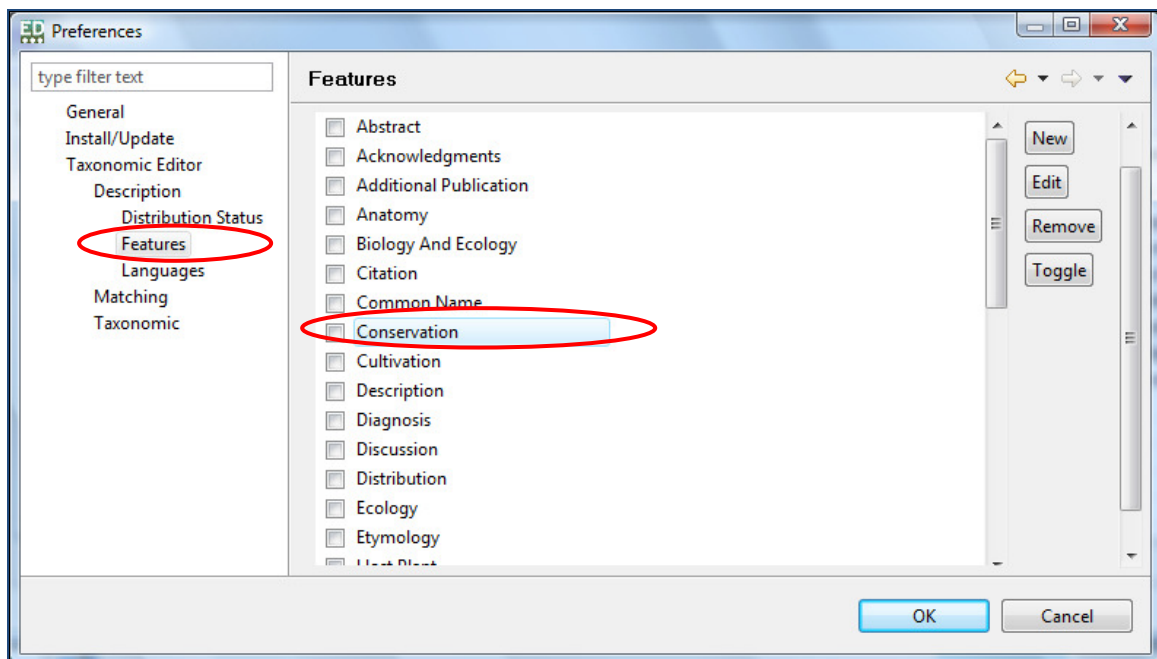 ED Preferences
type filter text
Features
General
Install/Update
Taxonomic Editor
Description
Distribution Status
Features
Languages
Matching
Taxonomic
Abstract
Acknowledgments
Additional Publication
Anatomy
Biology And Ecology
Citation
Common Name
Conservation
Cultivation
Description
Diagnosis
Discussion
Distribution
Ecology
Etymology
Host Plant
New
Edit
Remove
Toggle
OK
Cancel